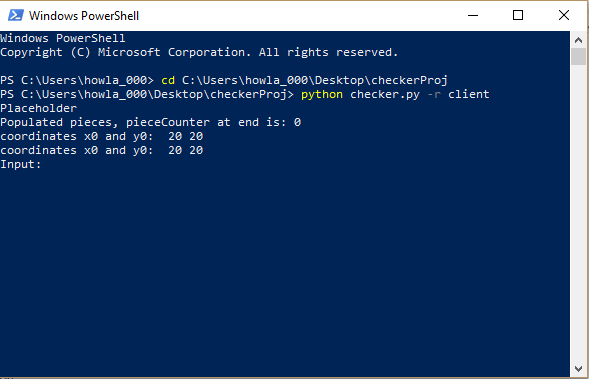 Windows PowerShell
Windows PowerShell
Copyright (C) Microsoft Corporation. All rights reserved.
PS C:\Users\howla_000> cd C:\Users\howla_000\Desktop\checkerProj
PS C:\Users\howla_000\Desktop\checkerProj> python checker.py -r client
Placeholder
Populated pieces, pieceCounter at end is: 0
coordinates x0 and y0:  20 20
coordinates x0 and y0:  20 20
Input: